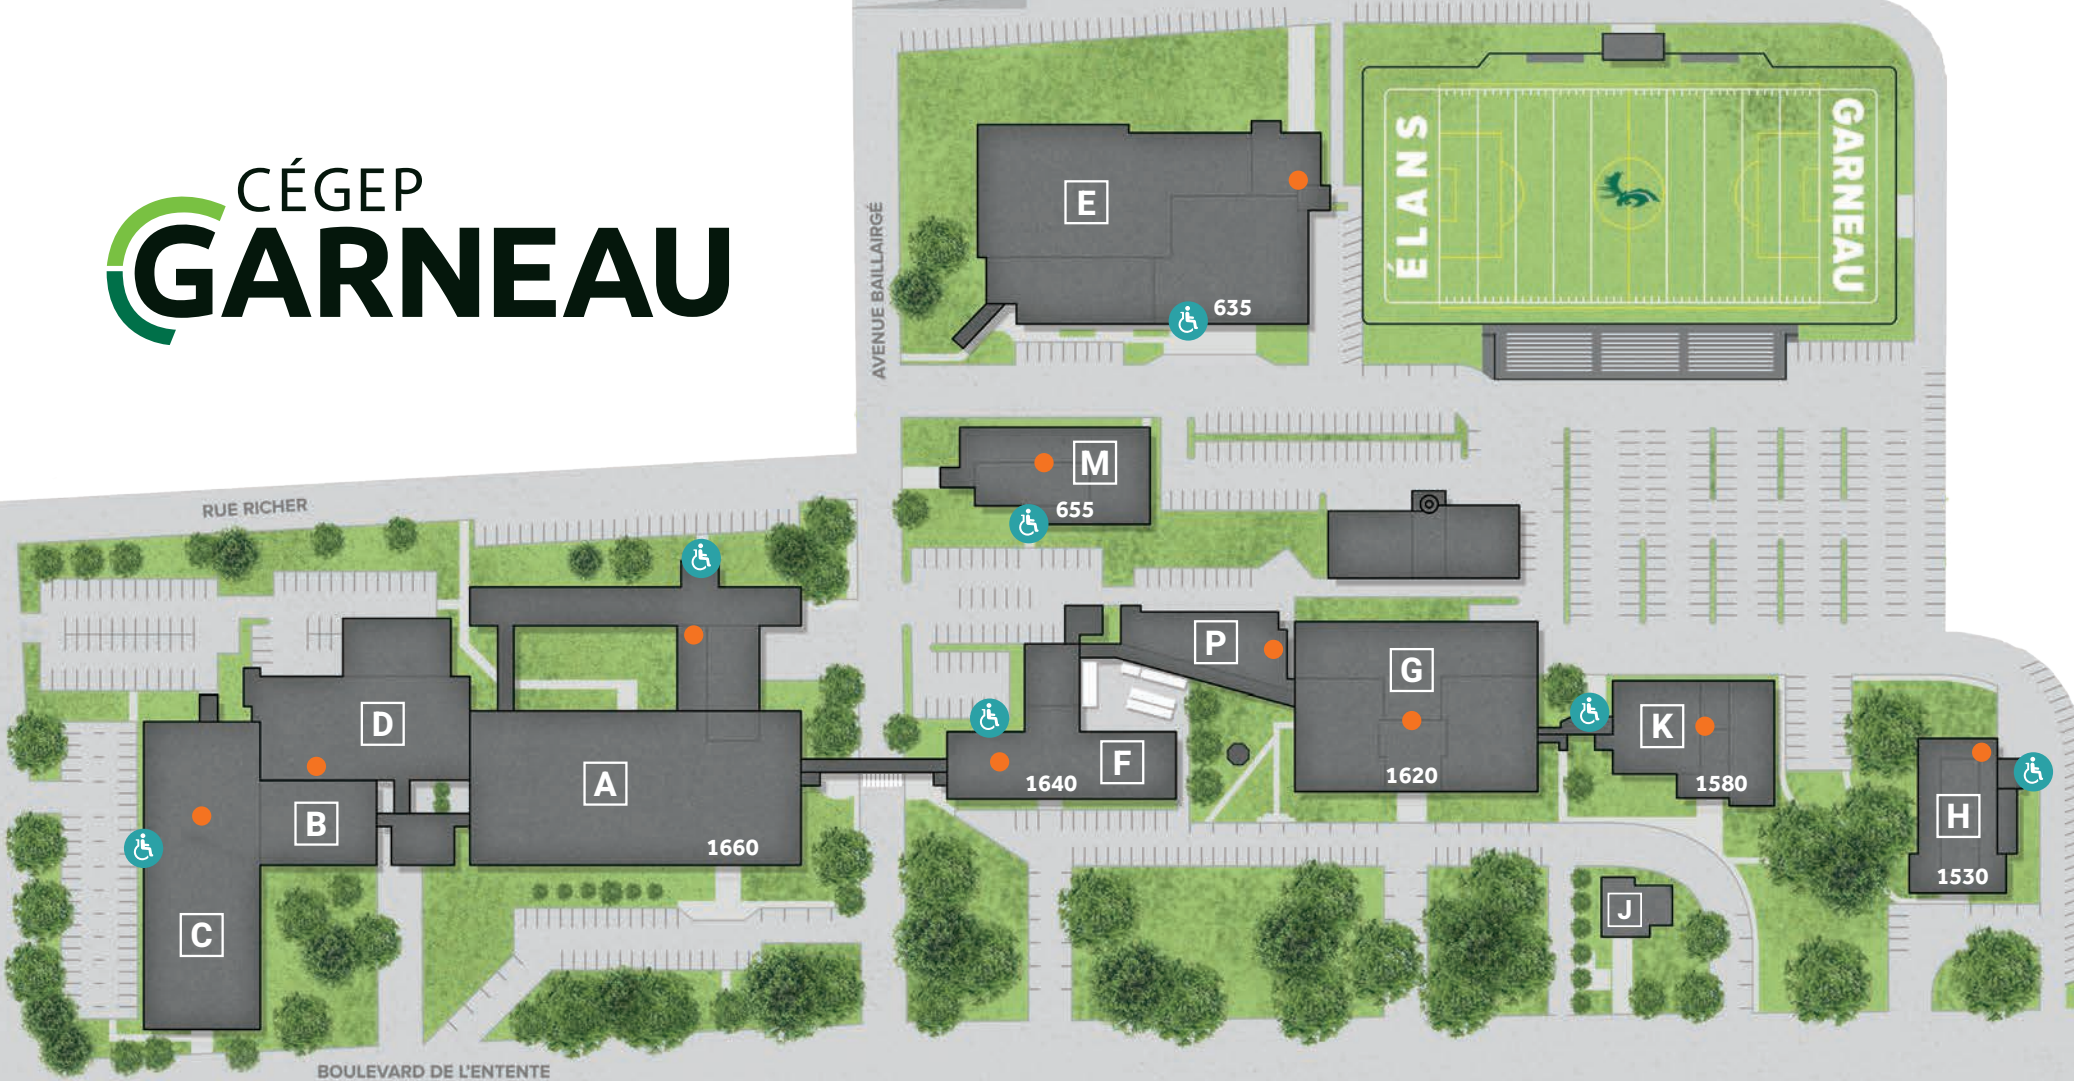 CÉGEP
GARNEAU
AVENUE BAILLAIRGÉ
E
635
ÉLANS
GARNEAU
M
655
RUE RICHER
P
G
1620
D
A
1660
B
C
F
1640
K
1580
H
1530
J
BOULEVARD DE L'ENTENTE